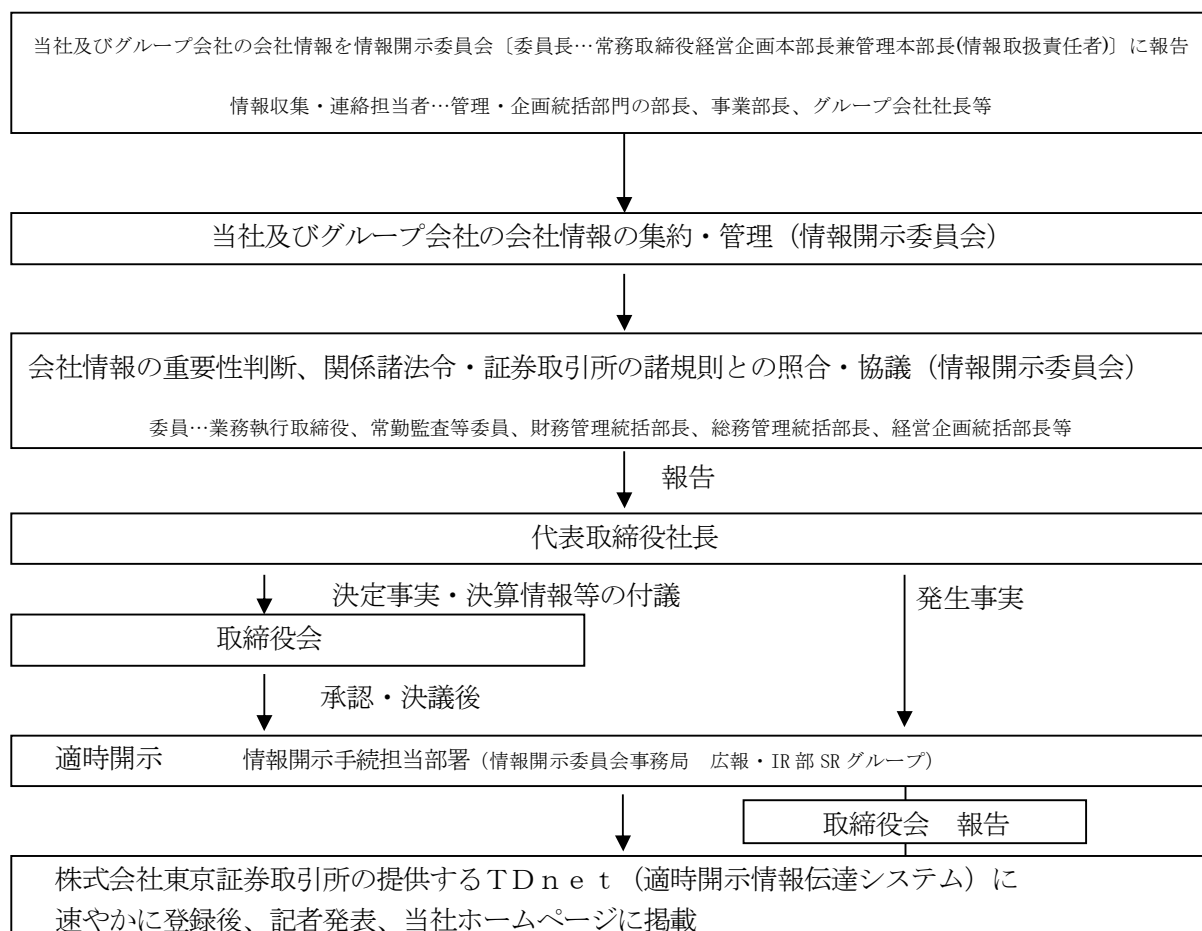 当社及びグループ会社の会社情報を情報開示委員会〔委員長…常務取締役経営企画本部長兼管理本部長(情報取扱責任者)〕に報告
情報収集・連絡担当者…管理・企画統括部門の部長、事業部長、グループ会社社長等
当社及びグループ会社の会社情報の集約・管理（情報開示委員会）
会社情報の重要性判断、関係諸法令・証券取引所の諸規則との照合・協議（情報開示委員会）
委員…業務執行取締役、常勤監査等委員、財務管理統括部長、総務管理統括部長、経営企画統括部長等
報告
代表取締役社長
決定事実・決算情報等の付議
発生事実
取締役会
承認・決議後
適時開示　情報開示手続担当部署（情報開示委員会事務局　広報・IR部SRグループ）
取締役会　報告
株式会社東京証券取引所の提供するＴＤｎｅｔ（適時開示情報伝達システム）に
速やかに登録後、記者発表、当社ホームページに掲載